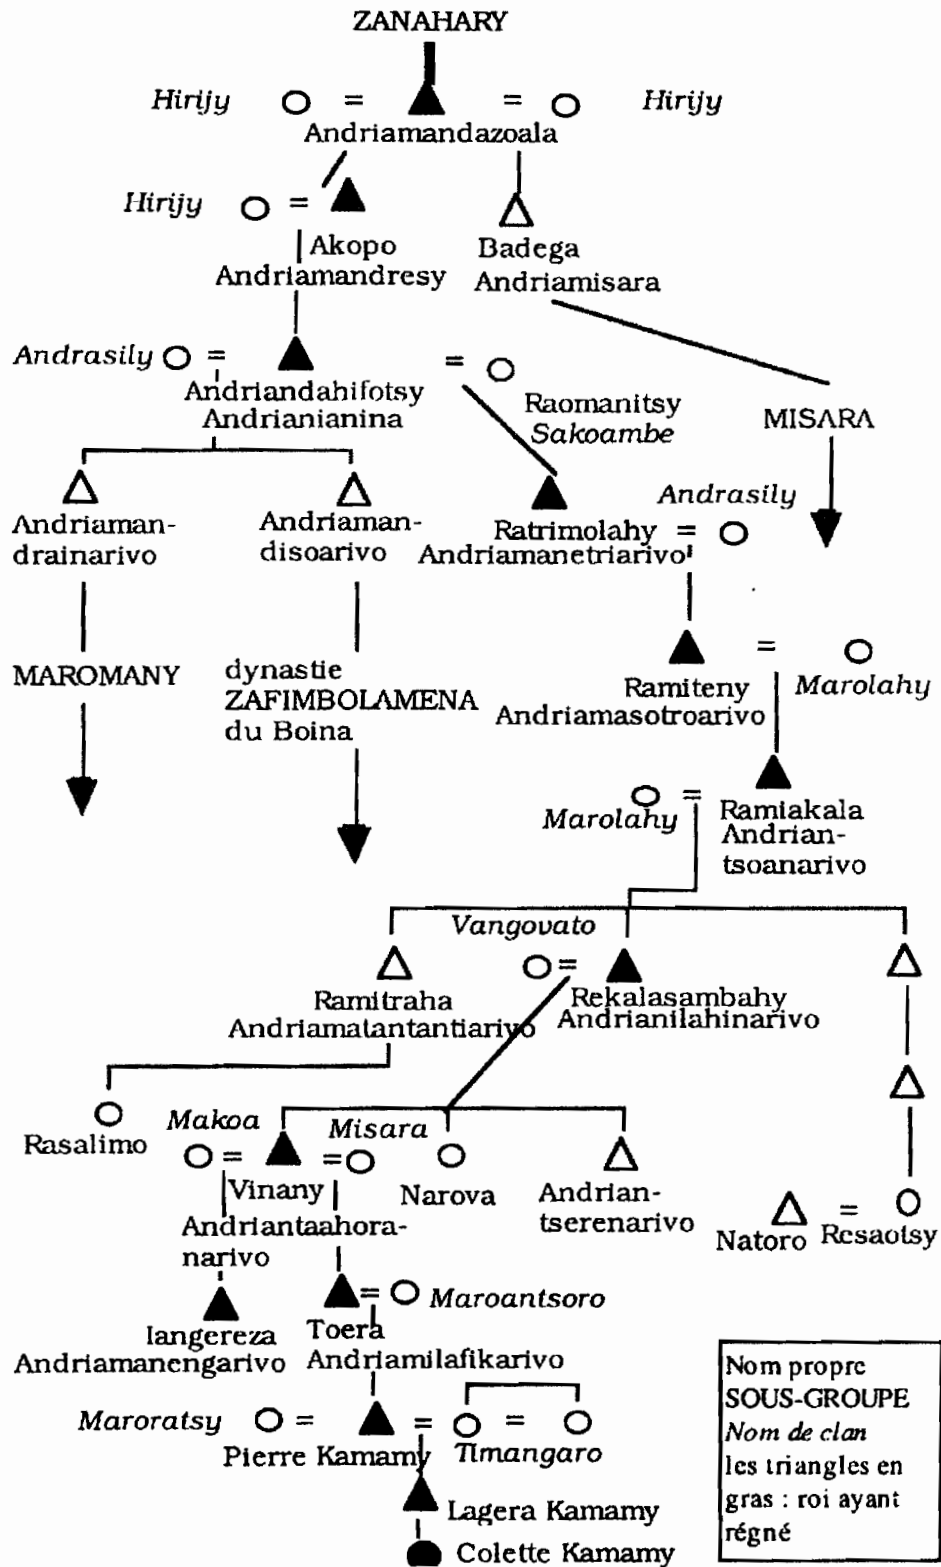 ZANAHARY
Hirijy = = Hirijy
Andriamandazoala
Hirijy =
Akopo
Andriamandresy
Badega
Andriamisara
Andrasily = =
Andriandahifotsy
Andrianianina
Raomanitsy
Sakoambe
MISARA
Andriaman-
drainarivo
Andriaman-
disoarivo
Andrasily
Ratrimolahy =
Andriamanetriarivo
MAROMANY
dynastie
ZAFIMBOLAMENA
du Boina
=
Ramiteny
Andriamasotroarivo
Marolahy
=
Marolahy
Ramiakala
Andrian-
tsoanarivo
Vangovato
=
Ramitraha
Andriamatantantiarivo
Rekalasambahy
Andrianilahinarivo
Rasalimo
Makoa
Misara
= =
Vinany
Andriantaahora-
narivo
Narova
Andrian-
tserenarivo
=
Natoro
Resaotsy
= Maroantsoro
Iangereza
Andriamanengarivo
Toera
Andriamilafikarivo
Maroratsy = = =
Pierre Kamamy
Timangaro
Lagera Kamamy
Colette Kamamy
Nom propre
SOUS-GROUPE
Nom de clan
les triangles en
gras : roi ayant
régné